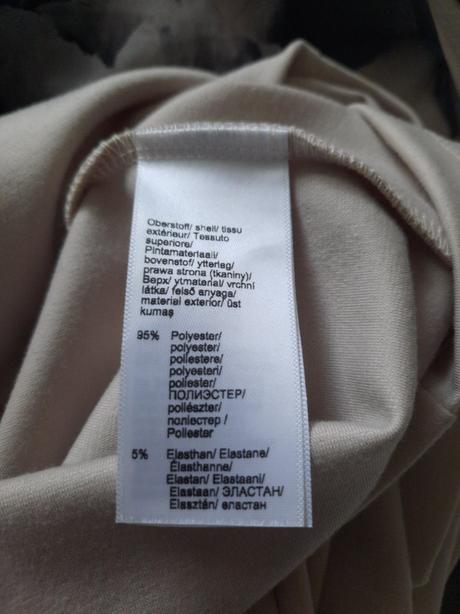 Oberstoff/ shell/ tissu
extérieur/ Tessuto
superiore/
Pintamateriaali/
bovenstof/ yttertag/
prawa strona (tkaniny)/
Верх/ ytmaterial/ vrchní
látka/ felső anyaga/
material exterior/ üst
kumaş
95% Polyester/
polyester/
poliestere/
polyesteri/
poliester/
ПОЛИЭСТЕР/
poliészter/
поліестер /
Poliester
5% Elasthan/ Elastane/
Élasthanne/
Elastan/ Elastaani/
Elastaan/ ЭЛАСТАН/
Elasztán/ еластан